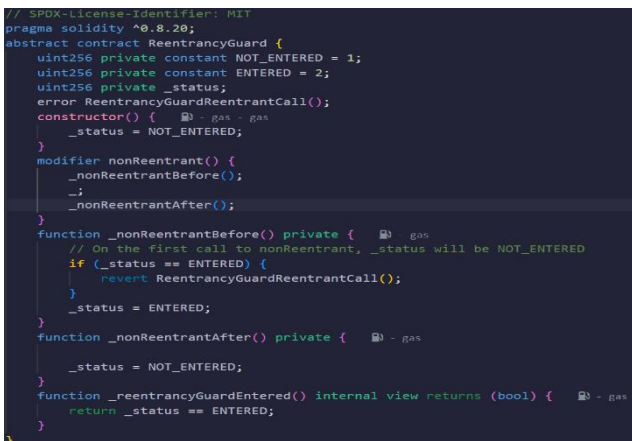 // SPDX-License-Identifier: MIT
pragma solidity ^0.8.20;
abstract contract ReentrancyGuard {
    uint256 private constant NOT_ENTERED = 1;
    uint256 private constant ENTERED = 2;
    uint256 private _status;
    error ReentrancyGuardReentrantCall();
    constructor() {    - gas - gas
        _status = NOT_ENTERED;
    }
    modifier nonReentrant() {
        _nonReentrantBefore();
        _;
        _nonReentrantAfter();
    }
    function _nonReentrantBefore() private {    - gas
        // On the first call to nonReentrant, _status will be NOT_ENTERED
        if (_status == ENTERED) {
            revert ReentrancyGuardReentrantCall();
        }
        _status = ENTERED;
    }
    function _nonReentrantAfter() private {    - gas

        _status = NOT_ENTERED;
    }
    function _reentrancyGuardEntered() internal view returns (bool) {    - gas
        return _status == ENTERED;
    }
}